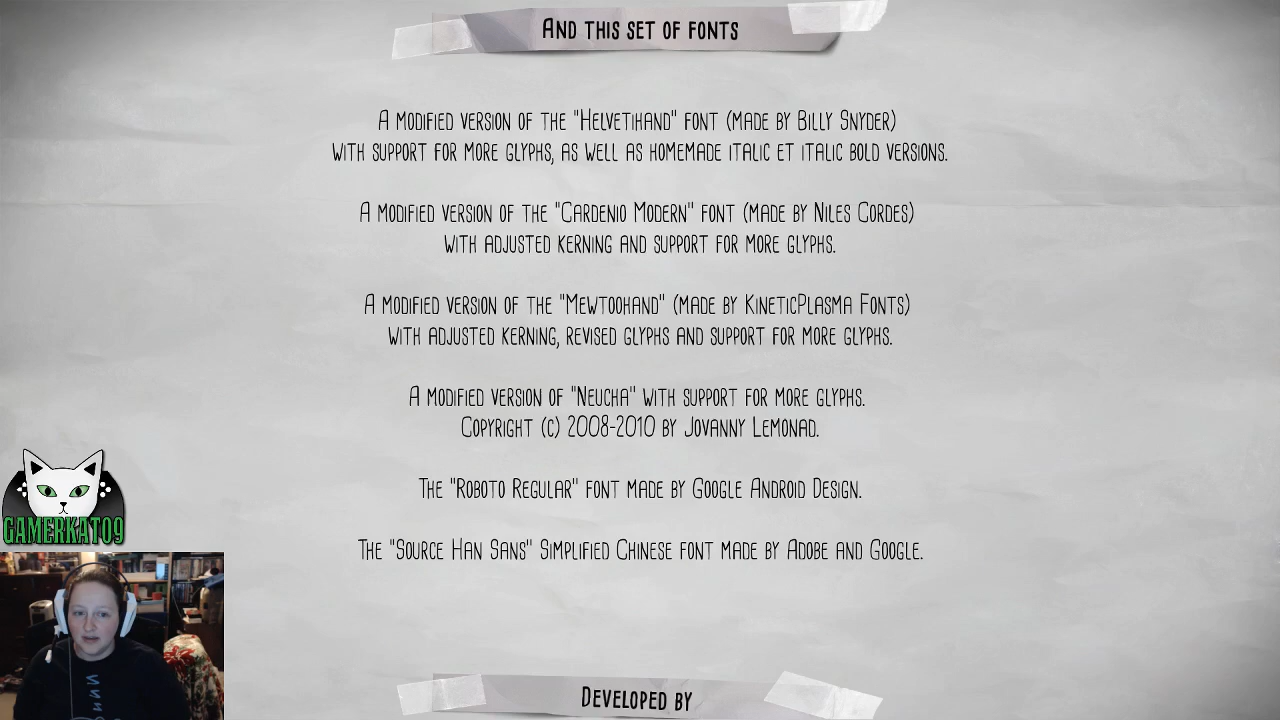 And this set of fonts
A modified version of the "Helvetihand" font (made by Billy Snyder)
with support for more glyphs, as well as homemade italic et italic bold versions.
A modified version of the "Cardenio Modern" font (made by Niles Cordes)
with adjusted kerning and support for more glyphs.
A modified version of the "Mewtoohand" (made by KineticPlasma Fonts)
with adjusted kerning, revised glyphs and support for more glyphs.
A modified version of "Neucha" with support for more glyphs.
Copyright (c) 2008-2010 by Jovanny Lemonad.
The "Roboto Regular" font made by Google Android Design.
The "Source Han Sans" Simplified Chinese font made by Adobe and Google.
GAMERKAT09
Developed by